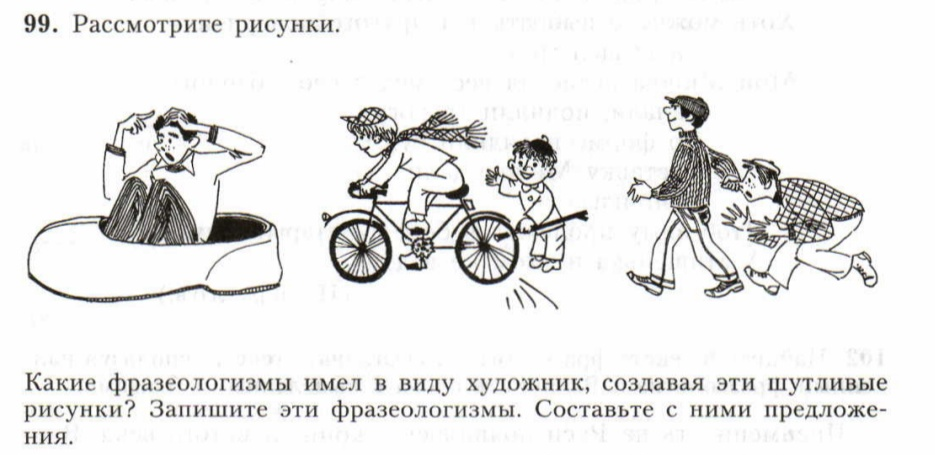 99. Рассмотрите рисунки.
Какие фразеологизмы имел в виду художник, создавая эти шутливые
рисунки? Запишите эти фразеологизмы. Составьте с ними предложе-
ния.